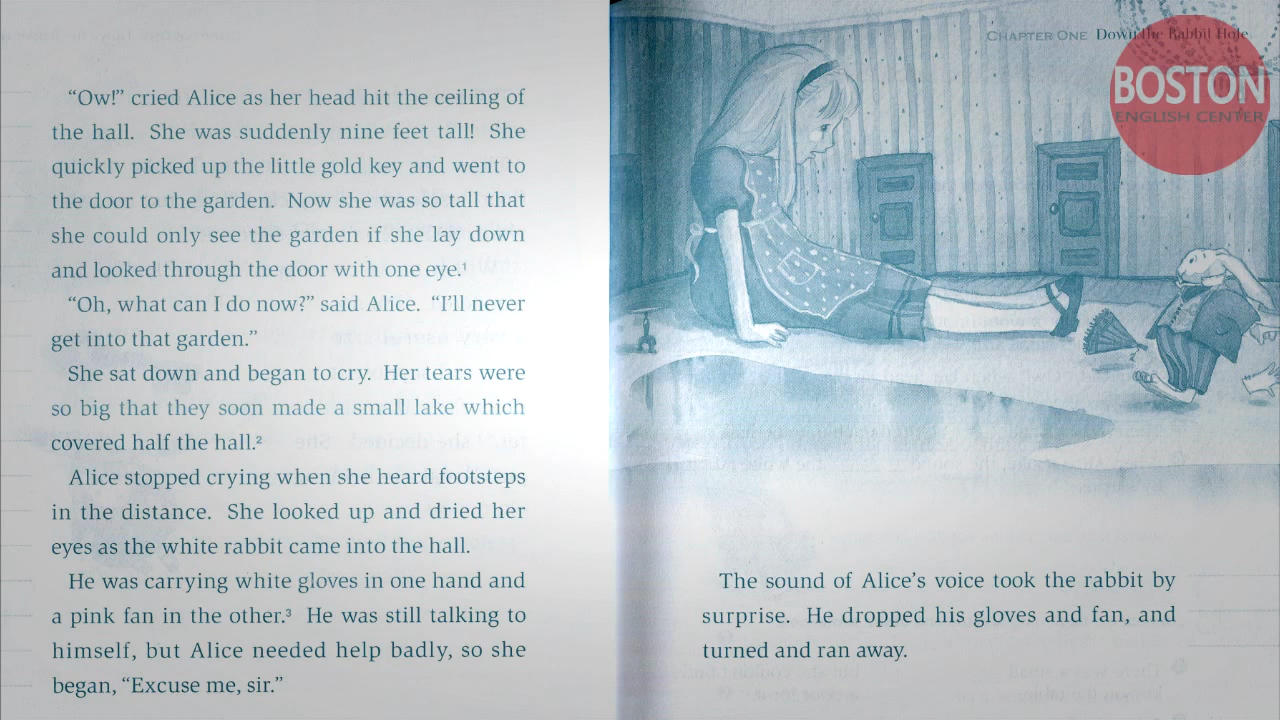 “Ow!” cried Alice as her head hit the ceiling of
the hall. She was suddenly nine feet tall! She
quickly picked up the little gold key and went to
the door to the garden. Now she was so tall that
she could only see the garden if she lay down
and looked through the door with one eye.¹
“Oh, what can I do now?” said Alice. “I'll never
get into that garden.”
She sat down and began to cry. Her tears were
so big that they soon made a small lake which
covered half the hall.²
Alice stopped crying when she heard footsteps
in the distance. She looked up and dried her
eyes as the white rabbit came into the hall.
He was carrying white gloves in one hand and
a pink fan in the other.³ He was still talking to
himself, but Alice needed help badly, so she
began, “Excuse me, sir.”
CHAPTER ONE Down the Rabbit Hole
BOSTON
ENGLISH CENTER
The sound of Alice's voice took the rabbit by
surprise. He dropped his gloves and fan, and
turned and ran away.